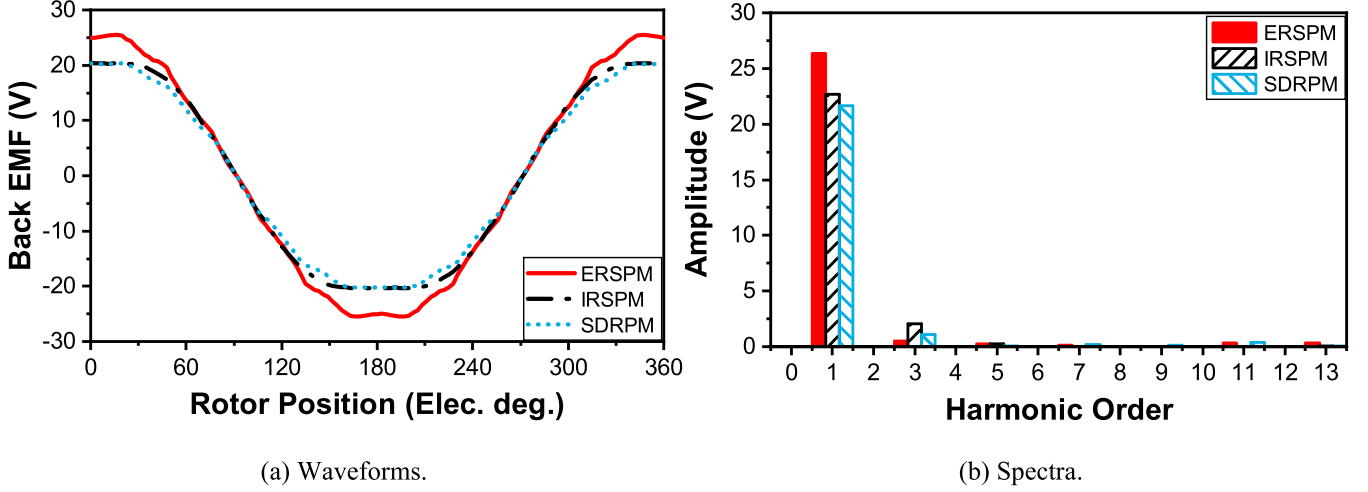 30
20
10
0
-10
-20
-30
Back EMF (V)
ERSPM
IRSPM
SDRPM
0 60 120 180 240 300 360
Rotor Position (Elec. deg.)
(a) Waveforms.
30
25
20
15
10
5
0
Amplitude (V)
ERSPM
IRSPM
SDRPM
0 1 2 3 4 5 6 7 8 9 10 11 12 13
Harmonic Order
(b) Spectra.